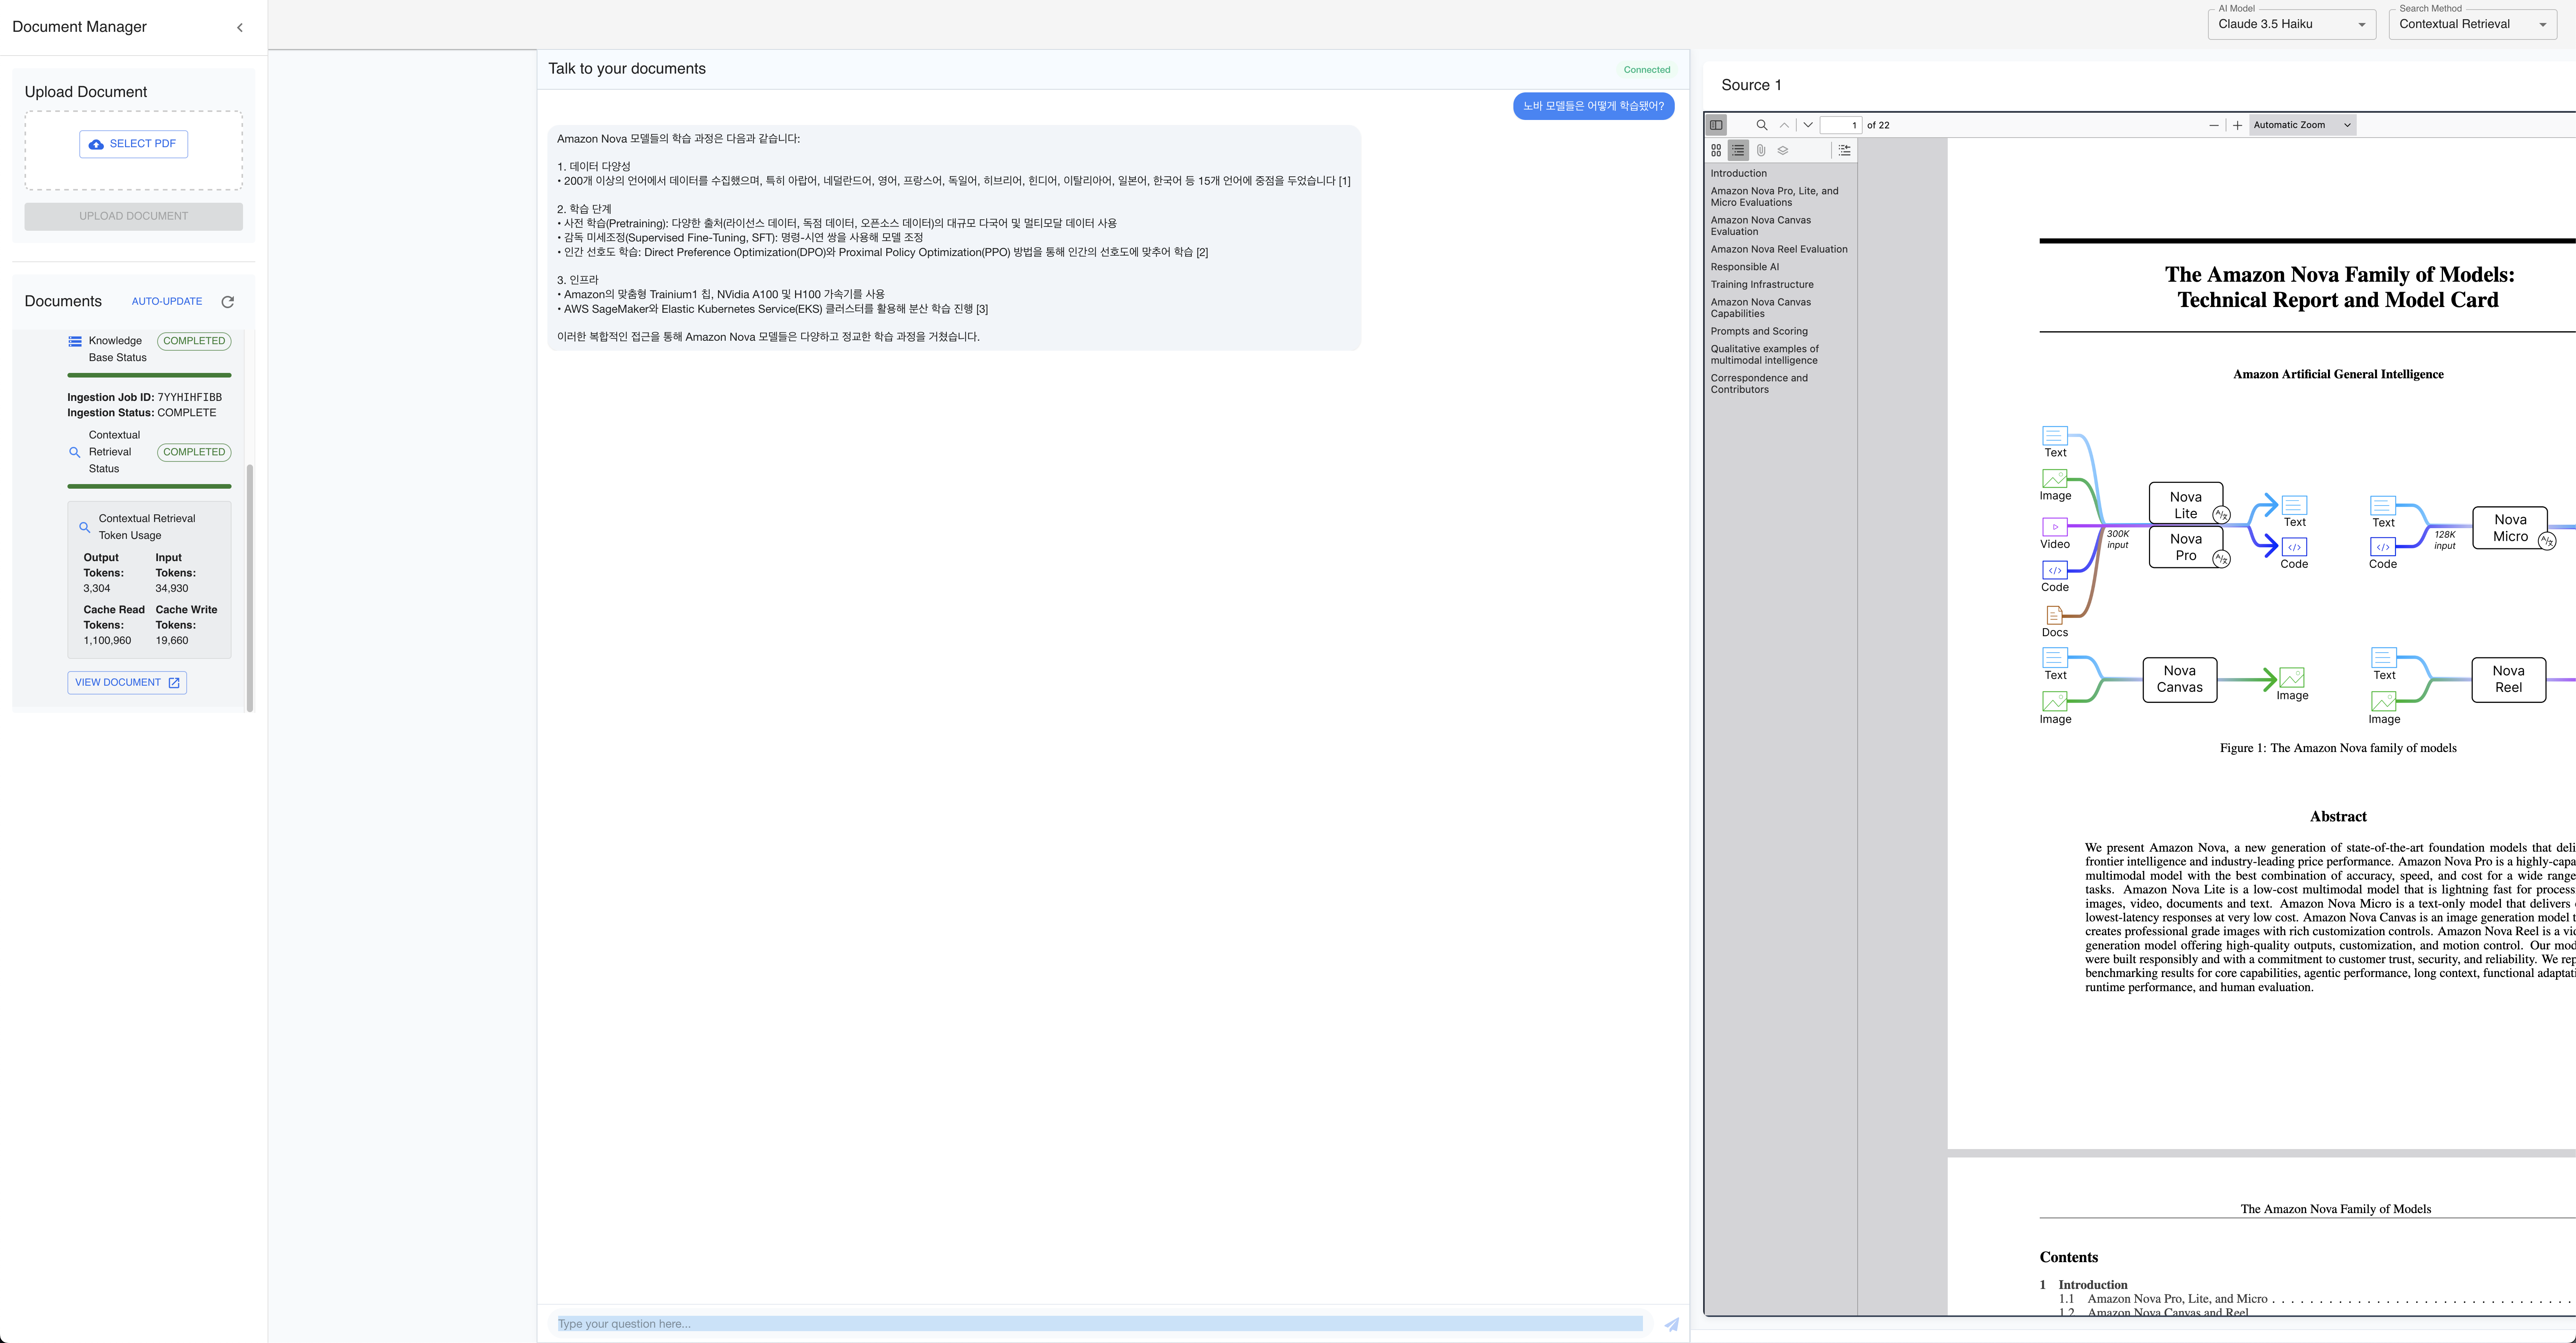 Document Manager
Upload Document
SELECT PDF
UPLOAD DOCUMENT
Documents
AUTO-UPDATE
Knowledge
Base Status
COMPLETED
Ingestion Job ID: 7YYHIHFIBB
Ingestion Status: COMPLETE
Contextual
Retrieval
Status
COMPLETED
Contextual Retrieval
Token Usage
Output
Tokens:
3,304
Input
Tokens:
34,930
Cache Read
Tokens:
1,100,960
Cache Write
Tokens:
19,660
VIEW DOCUMENT
AI Model
Claude 3.5 Haiku
Search Method
Contextual Retrieval
Talk to your documents
Connected
노바 모델들은 어떻게 학습됐어?
Amazon Nova 모델들의 학습 과정은 다음과 같습니다:
1. 데이터 다양성
• 200개 이상의 언어에서 데이터를 수집했으며, 특히 아랍어, 네덜란드어, 영어, 프랑스어, 독일어, 히브리어, 힌디어, 이탈리아어, 일본어, 한국어 등 15개 언어에 중점을 두었습니다 [1]
2. 학습 단계
• 사전 학습(Pretraining): 다양한 출처(라이선스 데이터, 독점 데이터, 오픈소스 데이터)의 대규모 다국어 및 멀티모달 데이터 사용
• 감독 미세조정(Supervised Fine-Tuning, SFT): 명령-시연 쌍을 사용해 모델 조정
• 인간 선호도 학습: Direct Preference Optimization(DPO)와 Proximal Policy Optimization(PPO) 방법을 통해 인간의 선호도에 맞추어 학습 [2]
3. 인프라
• Amazon의 맞춤형 Trainium1 칩, NVidia A100 및 H100 가속기를 사용
• AWS SageMaker와 Elastic Kubernetes Service(EKS) 클러스터를 활용해 분산 학습 진행 [3]
이러한 복합적인 접근을 통해 Amazon Nova 모델들은 다양하고 정교한 학습 과정을 거쳤습니다.
Type your question here...
Source 1
1 of 22
Automatic Zoom
Introduction
Amazon Nova Pro, Lite, and
Micro Evaluations
Amazon Nova Canvas
Evaluation
Amazon Nova Reel Evaluation
Responsible AI
Training Infrastructure
Amazon Nova Canvas
Capabilities
Prompts and Scoring
Qualitative examples of
multimodal intelligence
Correspondence and
Contributors
The Amazon Nova Family of Models:
Technical Report and Model Card
Amazon Artificial General Intelligence
Text
Image
Video
Code
Docs
300K
input
Nova
Lite
Nova
Pro
Text
Code
Text
Code
128K
input
Nova
Micro
Text
Image
Nova
Canvas
Image
Text
Image
Nova
Reel
Figure 1: The Amazon Nova family of models
Abstract
We present Amazon Nova, a new generation of state-of-the-art foundation models that deli
frontier intelligence and industry-leading price performance. Amazon Nova Pro is a highly-capa
multimodal model with the best combination of accuracy, speed, and cost for a wide range
tasks. Amazon Nova Lite is a low-cost multimodal model that is lightning fast for process
images, video, documents and text. Amazon Nova Micro is a text-only model that delivers
lowest-latency responses at very low cost. Amazon Nova Canvas is an image generation model t
creates professional grade images with rich customization controls. Amazon Nova Reel is a vi
generation model offering high-quality outputs, customization, and motion control. Our mod
were built responsibly and with a commitment to customer trust, security, and reliability. We rep
benchmarking results for core capabilities, agentic performance, long context, functional adaptati
runtime performance, and human evaluation.
The Amazon Nova Family of Models
Contents
1 Introduction
1.1 Amazon Nova Pro, Lite, and Micro
1.2 Amazon Nova Canvas and Reel